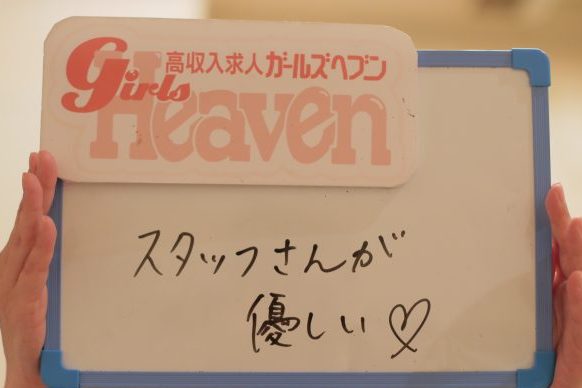 高収入求人ガールズヘブン
Girls
Heaven
スタッフさんが
優しい♡